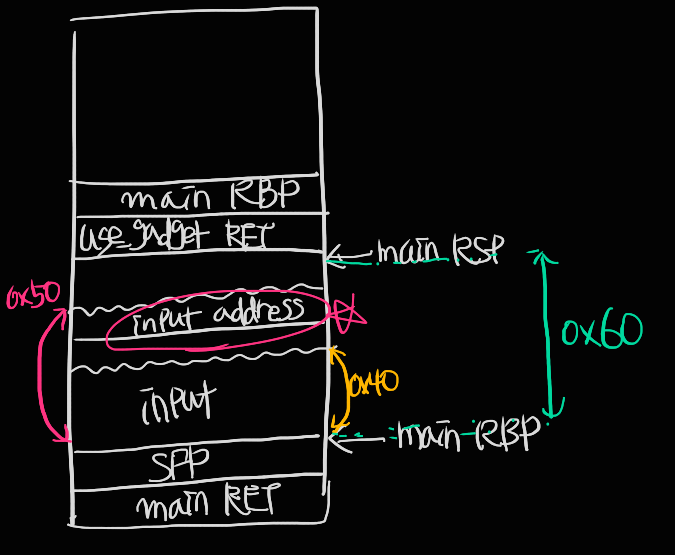 main RBP
use_gadget RET
main RSP
0x50
input address
0x60
0x40
input
main RBP
SFP
main RET